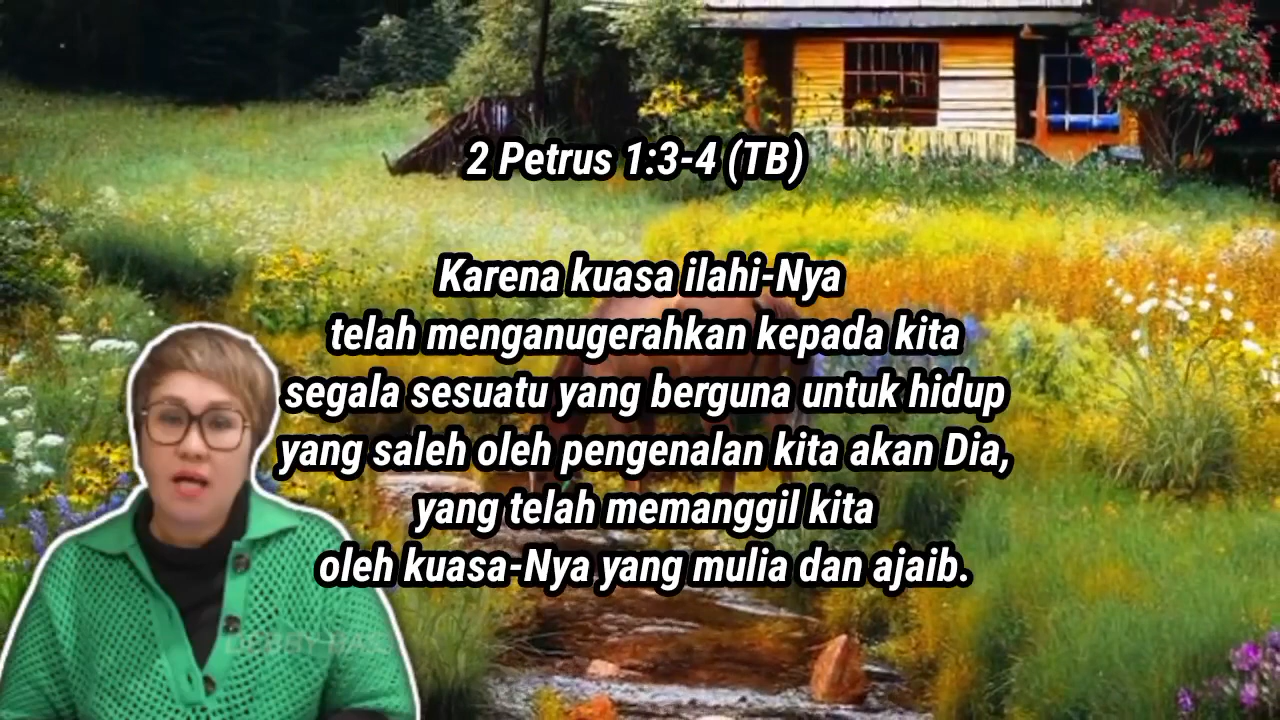 2 Petrus 1:3-4 (TB)
Karena kuasa ilahi-Nya
telah menganugerahkan kepada kita
segala sesuatu yang berguna untuk hidup
yang saleh oleh pengenalan kita akan Dia,
yang telah memanggil kita
oleh kuasa-Nya yang mulia dan ajaib.